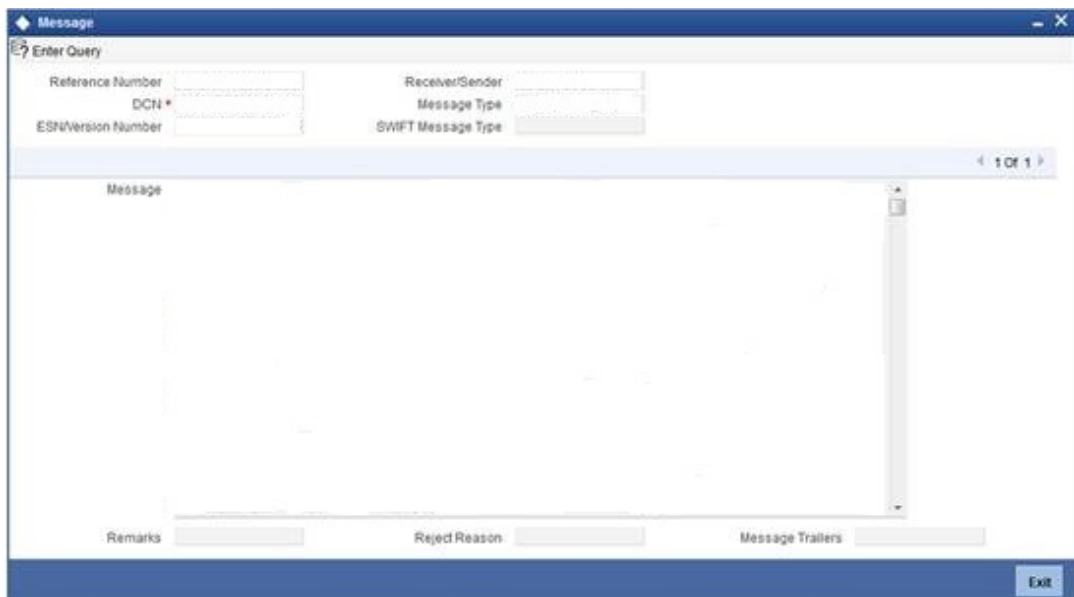 Message
Enter Query
Reference Number
Receiver/Sender
DCN *
Message Type
ESN/Version Number
SWIFT Message Type
1 Of 1
Message
Remarks
Reject Reason
Message Trailers
Exit